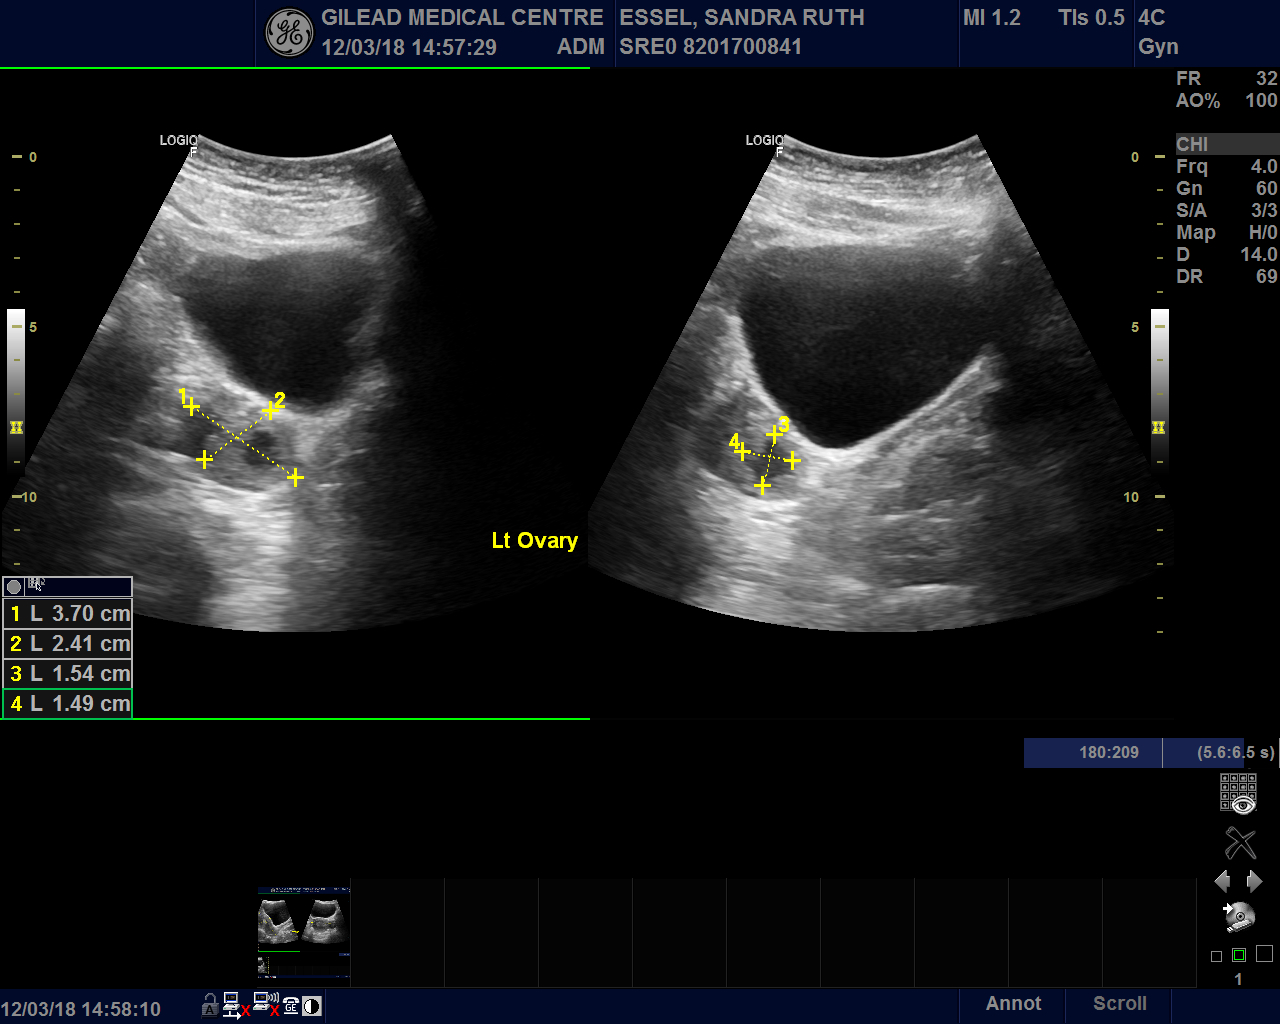 GILEAD MEDICAL CENTRE
12/03/18 14:57:29 ADM
ESSEL, SANDRA RUTH
SRE0 8201700841
MI 1.2 TIs 0.5
4C
Gyn
FR 32
AO% 100
CHI
Frq 4.0
Gn 60
S/A 3/3
Map H/0
D 14.0
DR 69
LOGIQ
F
0
5
10
1
2
Lt Ovary
LOGIQ
F
0
5
10
3
4
1 L 3.70 cm
2 L 2.41 cm
3 L 1.54 cm
4 L 1.49 cm
180:209 (5.6:6.5 s)
1
12/03/18 14:58:10
Annot
Scroll